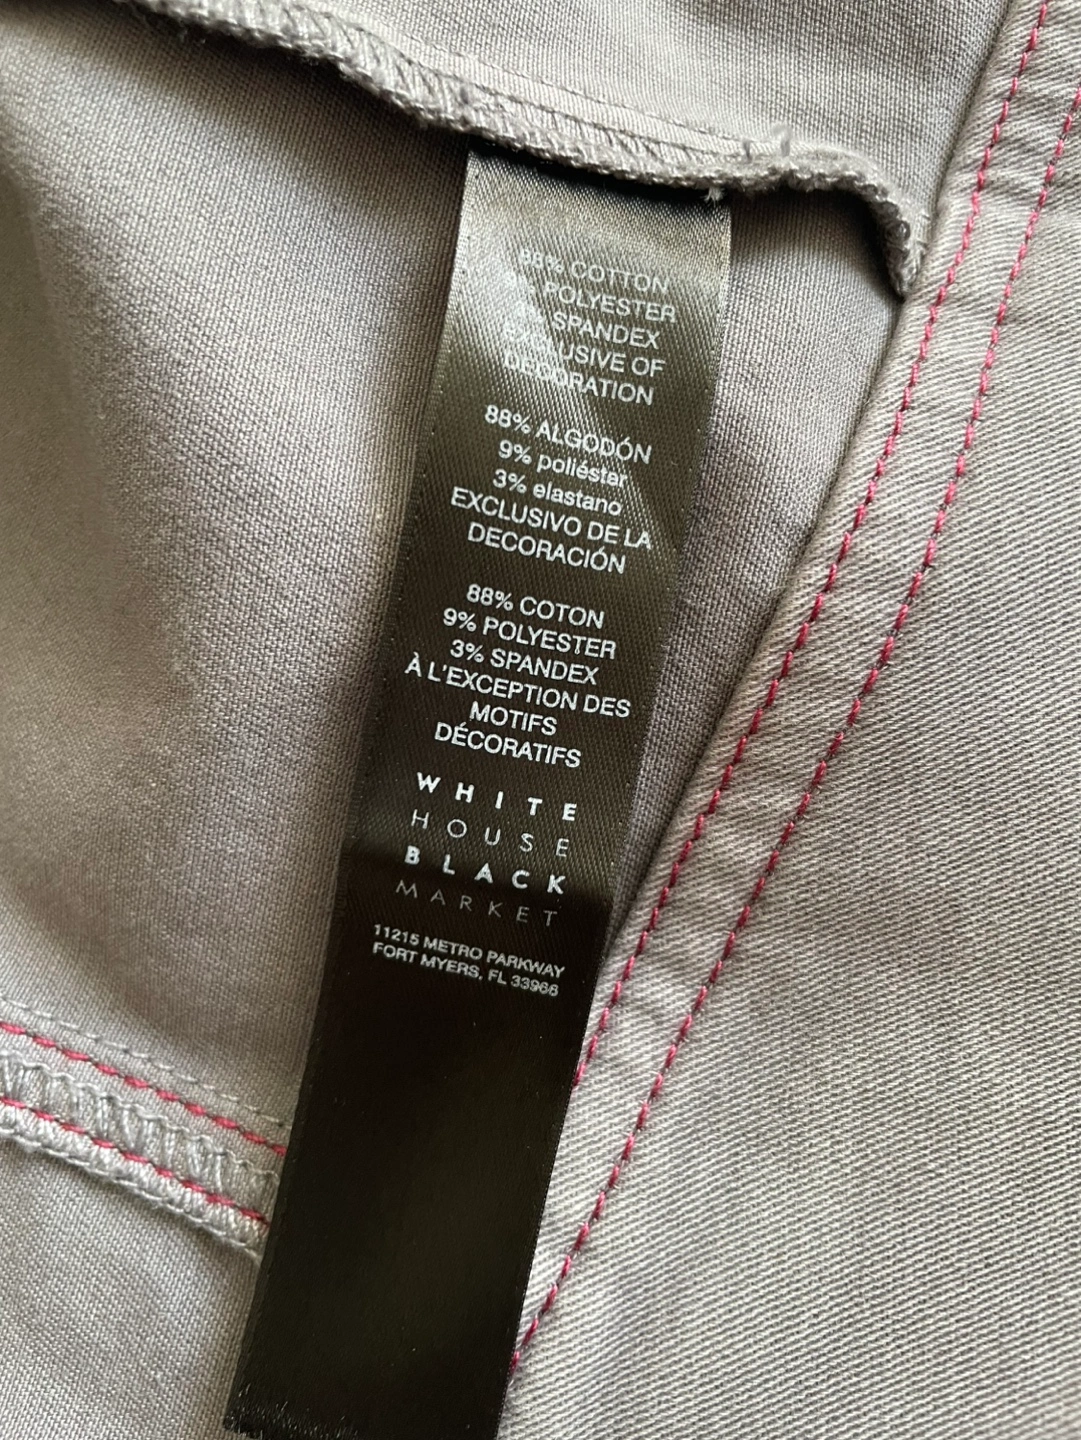 88% COTTON
POLYESTER
SPANDEX
EXCLUSIVE OF
DECORATION
88% ALGODÓN
9% poliéstar
3% elastano
EXCLUSIVO DE LA
DECORACIÓN
88% COTON
9% POLYESTER
3% SPANDEX
À L'EXCEPTION DES
MOTIFS
DÉCORATIFS
WHITE
HOUSE
BLACK
MARKET
11215 METRO PARKWAY
FORT MYERS, FL 33966